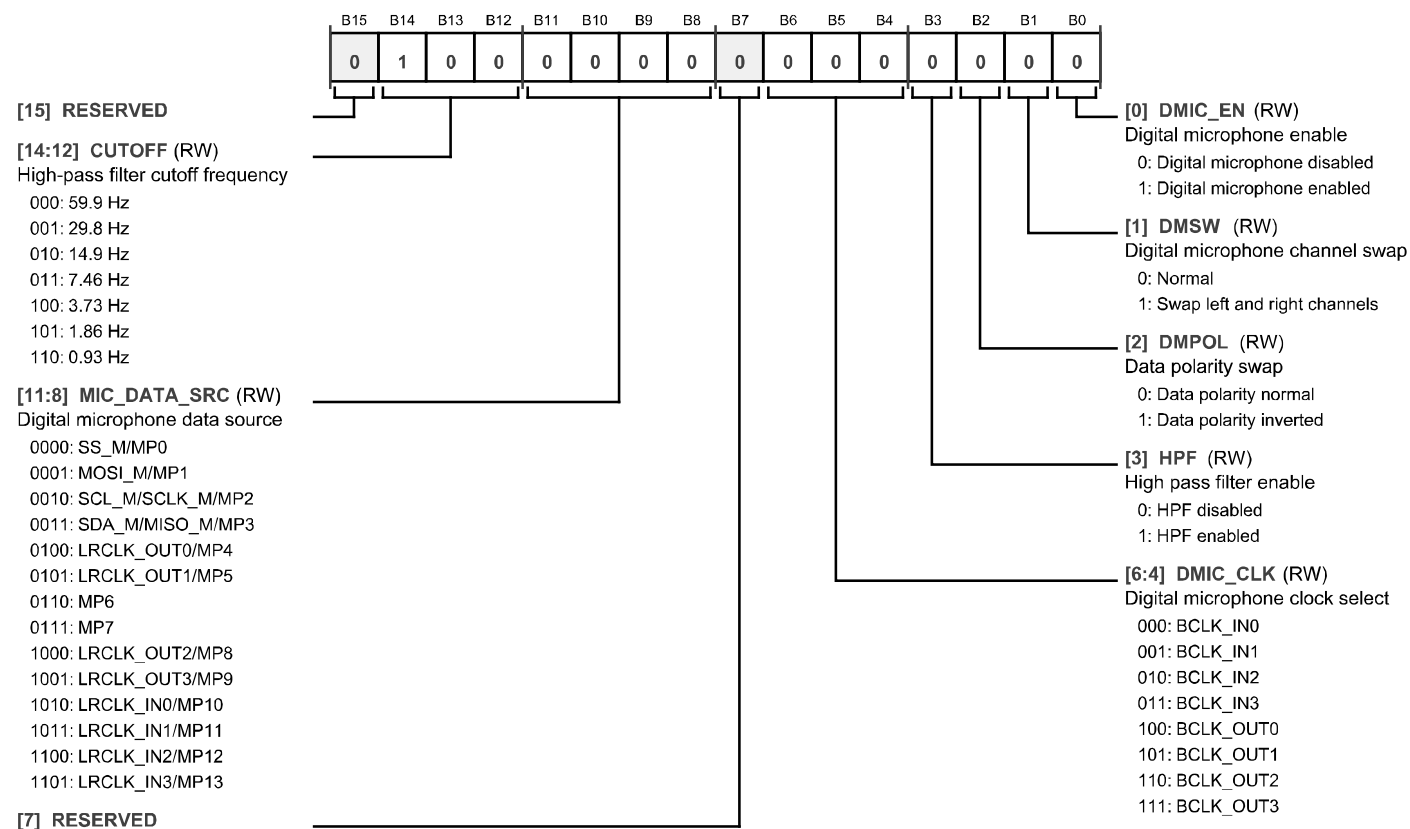 B15 B14 B13 B12 B11 B10 B9 B8 B7 B6 B5 B4 B3 B2 B1 B0
0 1 0 0 0 0 0 0 0 0 0 0 0 0 0 0
[15] RESERVED
[14:12] CUTOFF (RW)
High-pass filter cutoff frequency
000: 59.9 Hz
001: 29.8 Hz
010: 14.9 Hz
011: 7.46 Hz
100: 3.73 Hz
101: 1.86 Hz
110: 0.93 Hz
[11:8] MIC_DATA_SRC (RW)
Digital microphone data source
0000: SS_M/MP0
0001: MOSI_M/MP1
0010: SCL_M/SCLK_M/MP2
0011: SDA_M/MISO_M/MP3
0100: LRCLK_OUT0/MP4
0101: LRCLK_OUT1/MP5
0110: MP6
0111: MP7
1000: LRCLK_OUT2/MP8
1001: LRCLK_OUT3/MP9
1010: LRCLK_IN0/MP10
1011: LRCLK_IN1/MP11
1100: LRCLK_IN2/MP12
1101: LRCLK_IN3/MP13
[7] RESERVED
[0] DMIC_EN (RW)
Digital microphone enable
0: Digital microphone disabled
1: Digital microphone enabled
[1] DMSW (RW)
Digital microphone channel swap
0: Normal
1: Swap left and right channels
[2] DMPOL (RW)
Data polarity swap
0: Data polarity normal
1: Data polarity inverted
[3] HPF (RW)
High pass filter enable
0: HPF disabled
1: HPF enabled
[6:4] DMIC_CLK (RW)
Digital microphone clock select
000: BCLK_IN0
001: BCLK_IN1
010: BCLK_IN2
011: BCLK_IN3
100: BCLK_OUT0
101: BCLK_OUT1
110: BCLK_OUT2
111: BCLK_OUT3